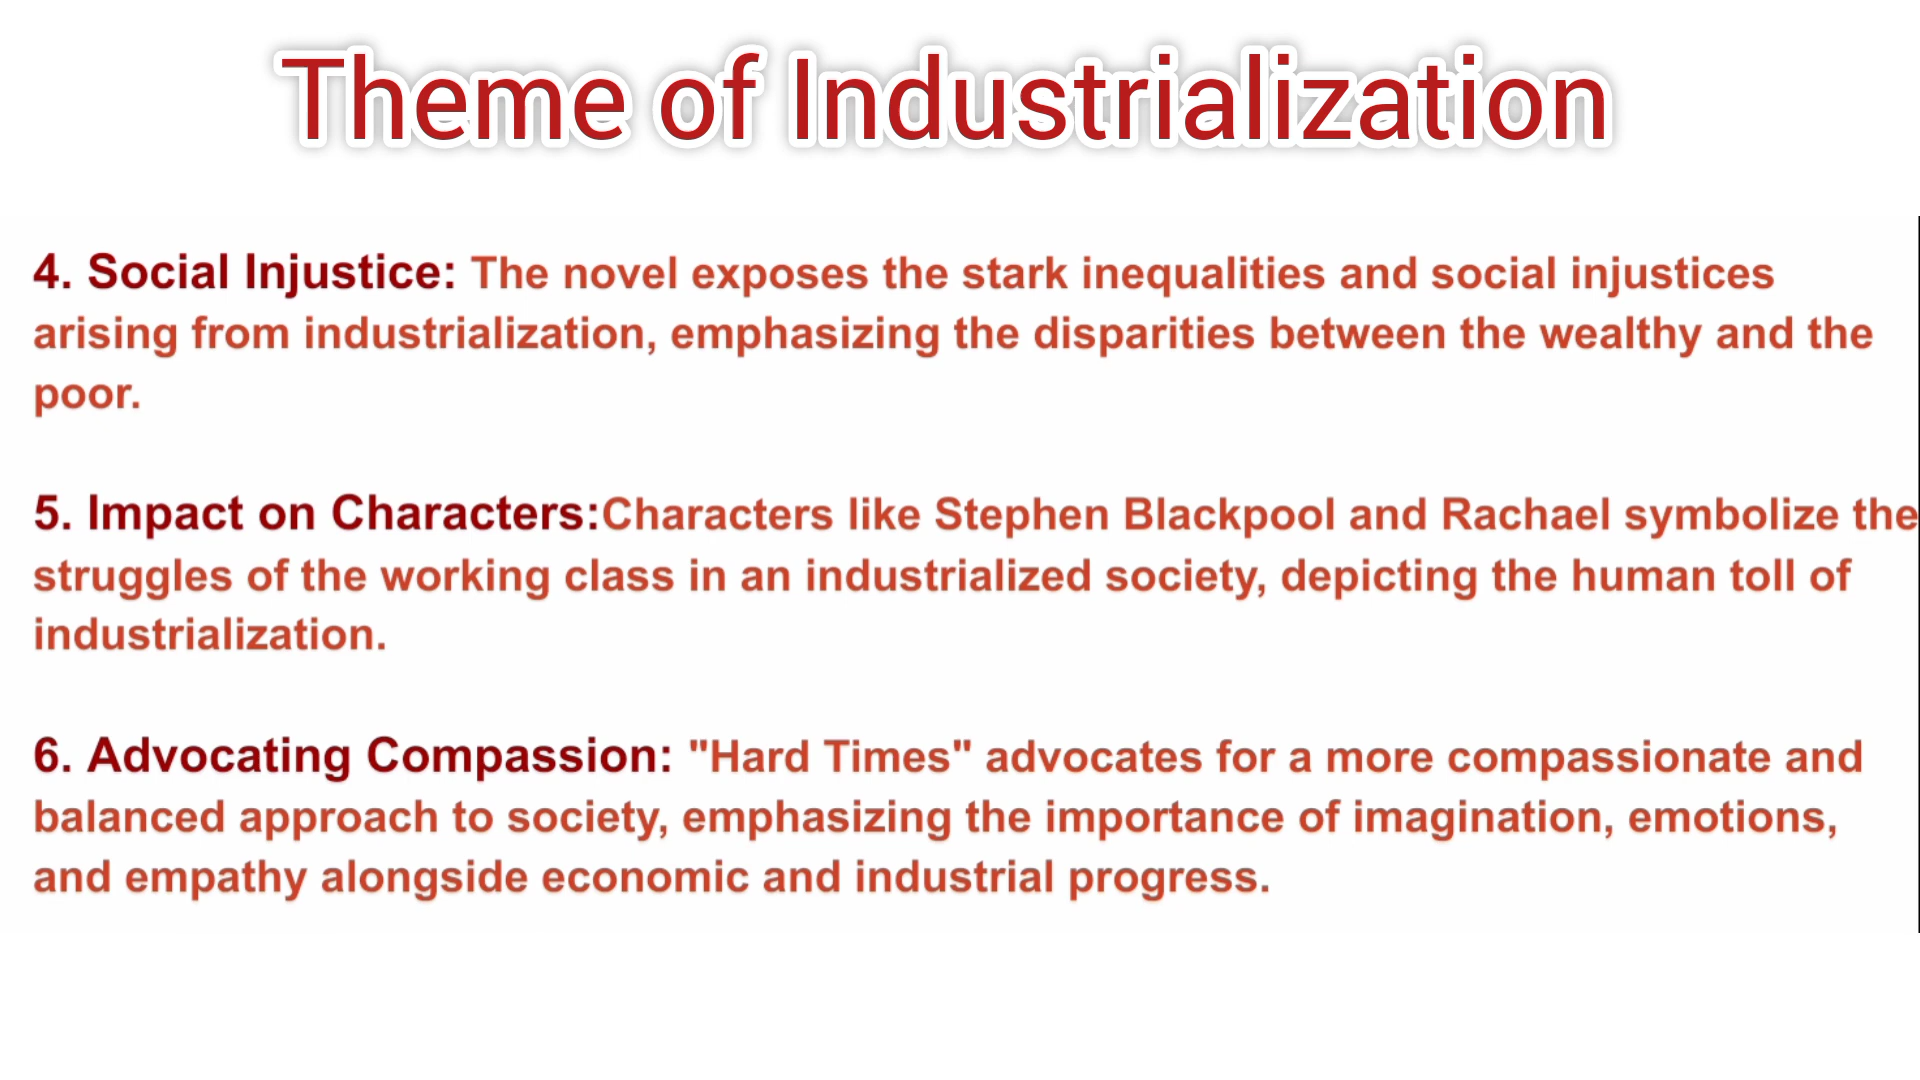 Theme of Industrialization
4. Social Injustice: The novel exposes the stark inequalities and social injustices
arising from industrialization, emphasizing the disparities between the wealthy and the
poor.
5. Impact on Characters:Characters like Stephen Blackpool and Rachael symbolize the
struggles of the working class in an industrialized society, depicting the human toll of
industrialization.
6. Advocating Compassion: "Hard Times" advocates for a more compassionate and
balanced approach to society, emphasizing the importance of imagination, emotions,
and empathy alongside economic and industrial progress.